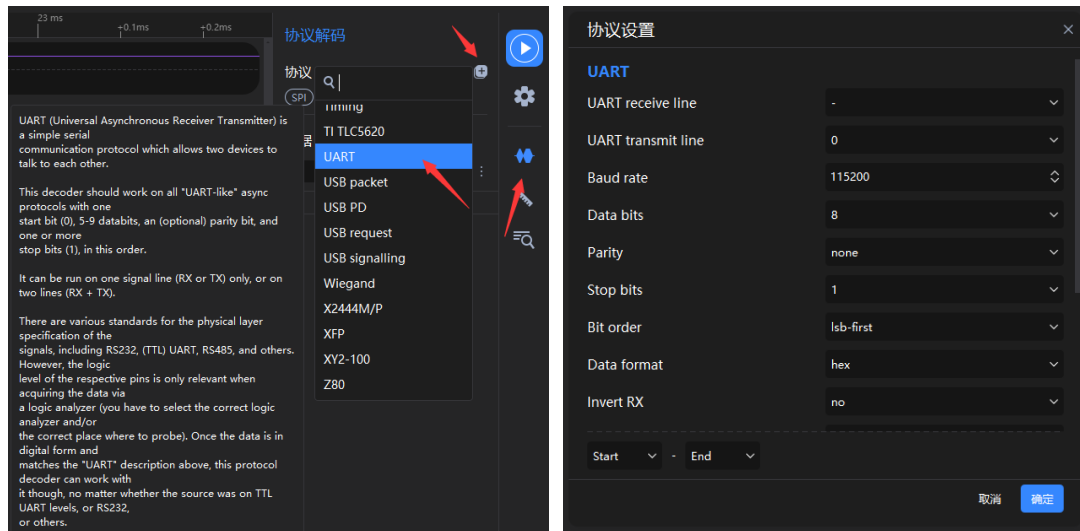 23 ms
+0.1ms
+0.2ms
协议解码
协议
SPI
UART (Universal Asynchronous Receiver Transmitter) is
a simple serial
communication protocol which allows two devices to
talk to each other.
This decoder should work on all "UART-like" async
protocols with one
start bit (0), 5-9 databits, an (optional) parity bit, and
one or more
stop bits (1), in this order.
It can be run on one signal line (RX or TX) only, or on
two lines (RX + TX).
There are various standards for the physical layer
specification of the
signals, including RS232, (TTL) UART, RS485, and others.
However, the logic
level of the respective pins is only relevant when
acquiring the data via
a logic analyzer (you have to select the correct logic
analyzer and/or
the correct place where to probe). Once the data is in
digital form and
matches the "UART" description above, this protocol
decoder can work with
it though, no matter whether the source was on TTL
UART levels, or RS232,
or others.
Timing
TI TLC5620
UART
USB packet
USB PD
USB request
USB signalling
Wiegand
X2444M/P
XFP
XY2-100
Z80
协议设置
UART
UART receive line -
UART transmit line 0
Baud rate 115200
Data bits 8
Parity none
Stop bits 1
Bit order lsb-first
Data format hex
Invert RX no
Start - End
取消 确定